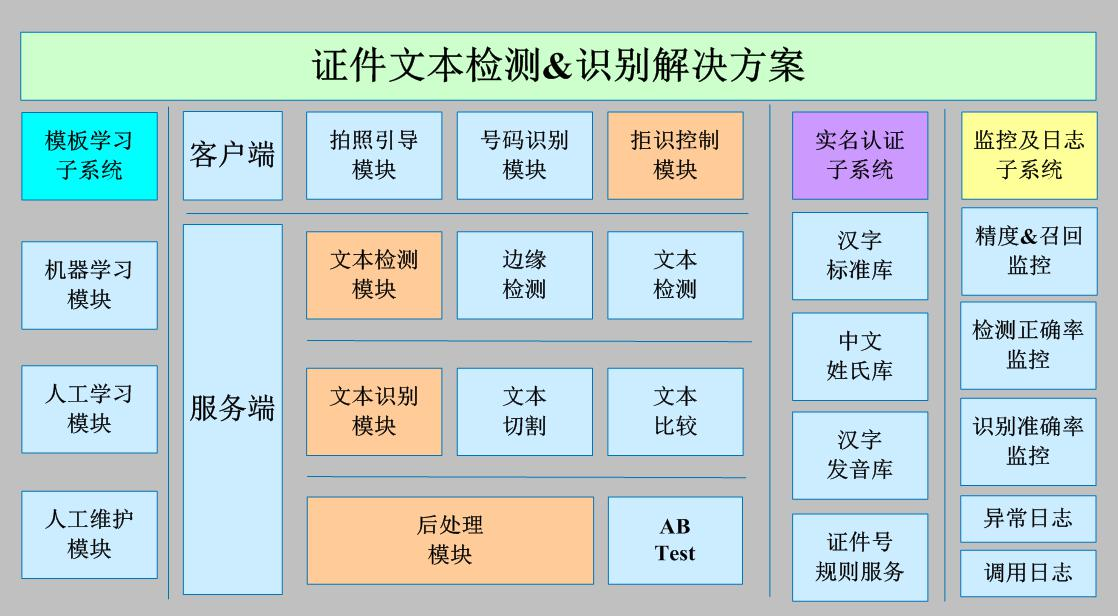 证件文本检测&识别解决方案
模板学习
子系统
机器学习
模块
人工学习
模块
人工维护
模块
客户端
拍照引导
模块
号码识别
模块
拒识控制
模块
服务端
文本检测
模块
边缘
检测
文本
检测
文本识别
模块
文本
切割
文本
比较
后处理
模块
AB
Test
实名认证
子系统
汉字
标准库
中文
姓氏库
汉字
发音库
证件号
规则服务
监控及日志
子系统
精度&召回
监控
检测正确率
监控
识别准确率
监控
异常日志
调用日志